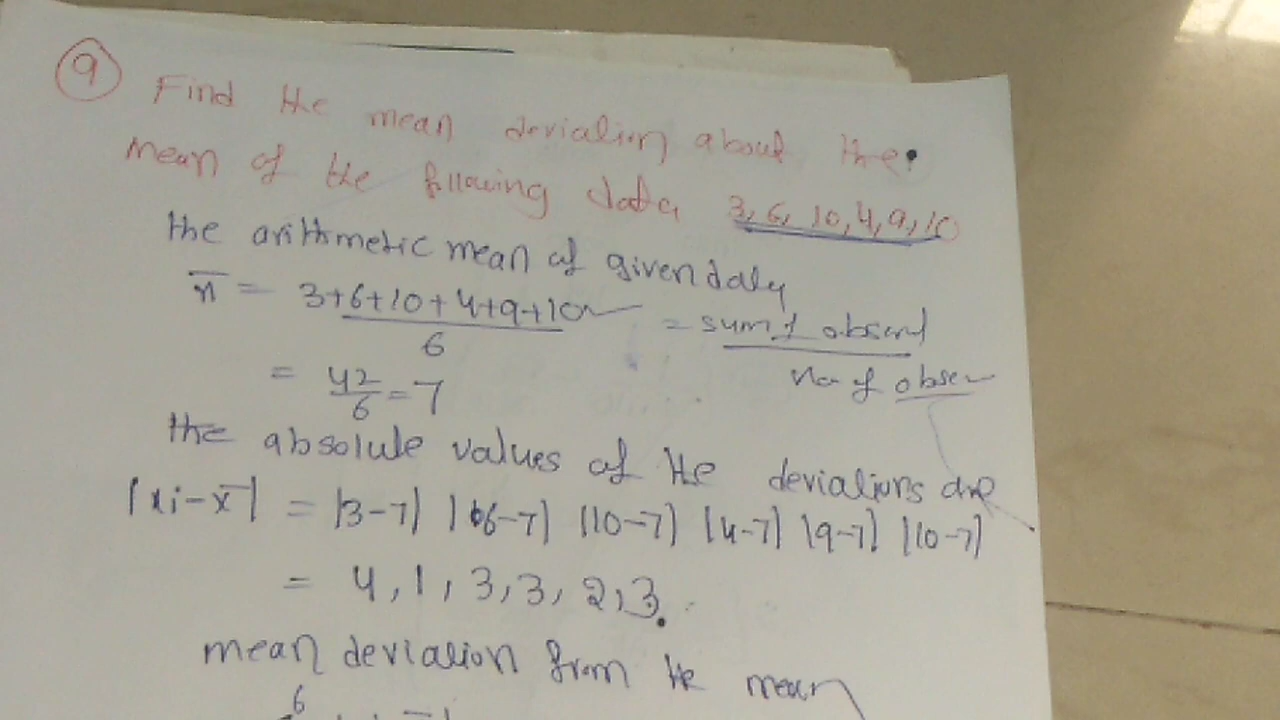 9 Find the mean deviation about the
mean of the following data 3, 6, 10, 4, 9, 10
the arithmetic mean of given data
x̅ = 3+6+10+4+9+10 / 6 = sum of observ / No of obser
= 42/6 = 7
the absolute values of the deviations are
|xi-x̅| = |3-7| |6-7| |10-7| |4-7| |9-7| |10-7|
= 4, 1, 3, 3, 2, 3.
mean deviation from the mean
6